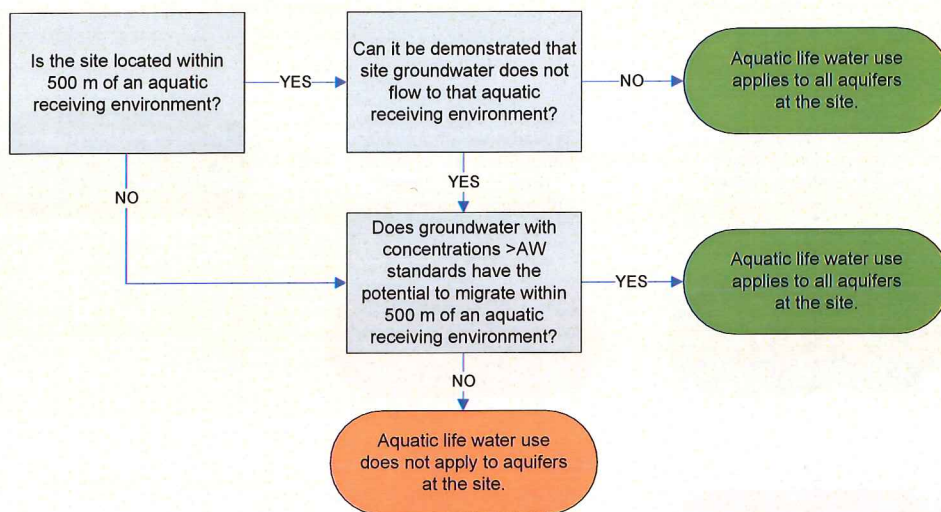 Is the site located within
500 m of an aquatic
receiving environment?
YES
Can it be demonstrated that
site groundwater does not
flow to that aquatic
receiving environment?
NO
Aquatic life water use
applies to all aquifers
at the site.
NO
YES
Does groundwater with
concentrations >AW
standards have the
potential to migrate within
500 m of an aquatic
receiving environment?
YES
Aquatic life water use
applies to all aquifers
at the site.
NO
Aquatic life water use
does not apply to aquifers
at the site.